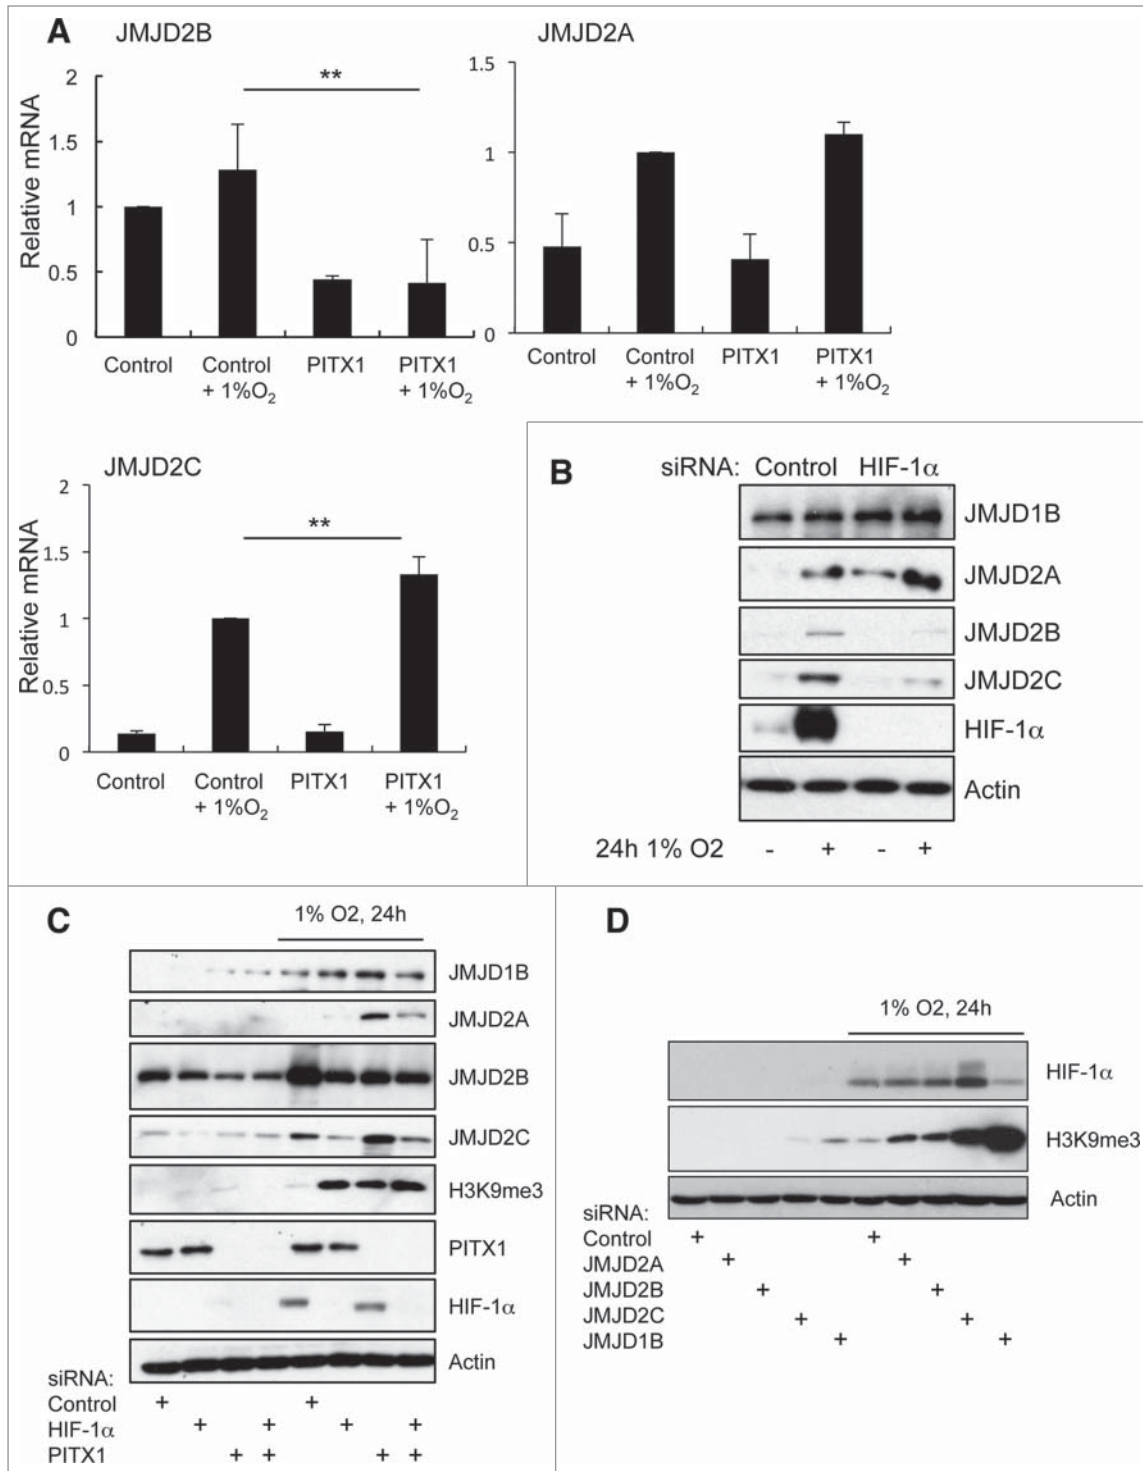 A
JMJD2B
Relative mRNA
2
1.5
1
0.5
0
**
Control
Control + 1%O2
PITX1
PITX1 + 1%O2
JMJD2A
1.5
1
0.5
0
Control
Control + 1%O2
PITX1
PITX1 + 1%O2
JMJD2C
Relative mRNA
2
1.5
1
0.5
0
**
Control
Control + 1%O2
PITX1
PITX1 + 1%O2
B
siRNA: Control HIF-1α
JMJD1B
JMJD2A
JMJD2B
JMJD2C
HIF-1α
Actin
24h 1% O2 - + - +
C
1% O2, 24h
JMJD1B
JMJD2A
JMJD2B
JMJD2C
H3K9me3
PITX1
HIF-1α
Actin
siRNA:
Control + +
HIF-1α + + + +
PITX1 + + + +
D
1% O2, 24h
HIF-1α
H3K9me3
Actin
siRNA:
Control + +
JMJD2A + +
JMJD2B + +
JMJD2C + +
JMJD1B + +